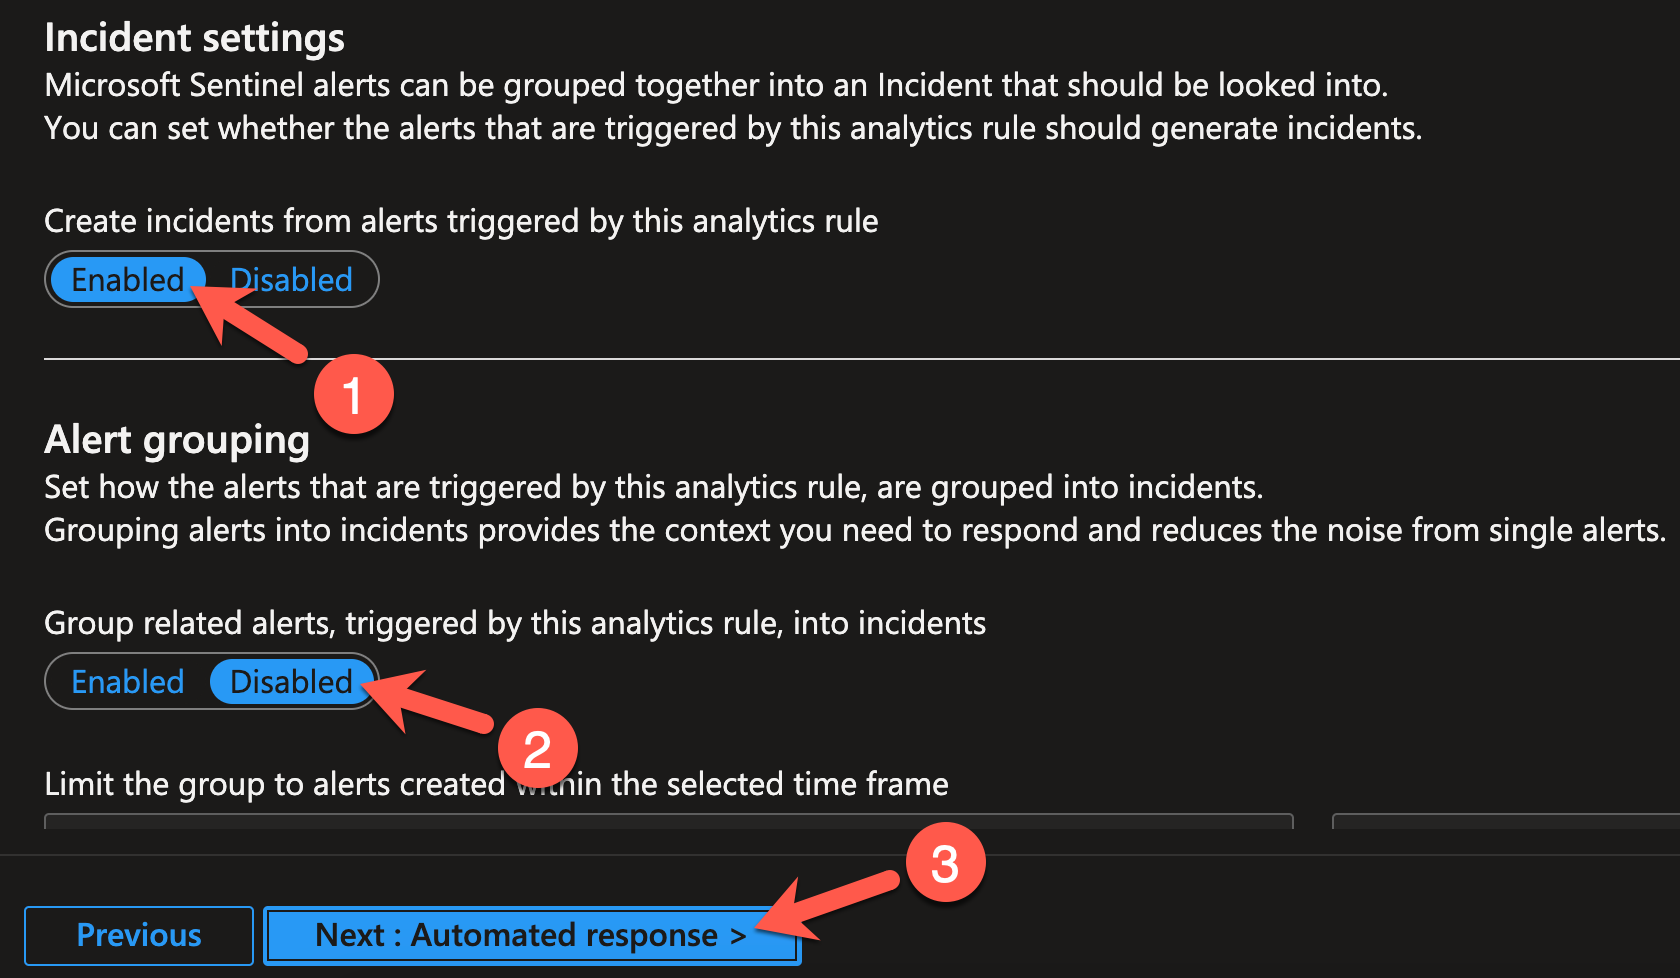 Incident settings
Microsoft Sentinel alerts can be grouped together into an Incident that should be looked into.
You can set whether the alerts that are triggered by this analytics rule should generate incidents.
Create incidents from alerts triggered by this analytics rule
Enabled Disabled
1
Alert grouping
Set how the alerts that are triggered by this analytics rule, are grouped into incidents.
Grouping alerts into incidents provides the context you need to respond and reduces the noise from single alerts.
Group related alerts, triggered by this analytics rule, into incidents
Enabled Disabled
2
Limit the group to alerts created within the selected time frame
3
Previous Next : Automated response >